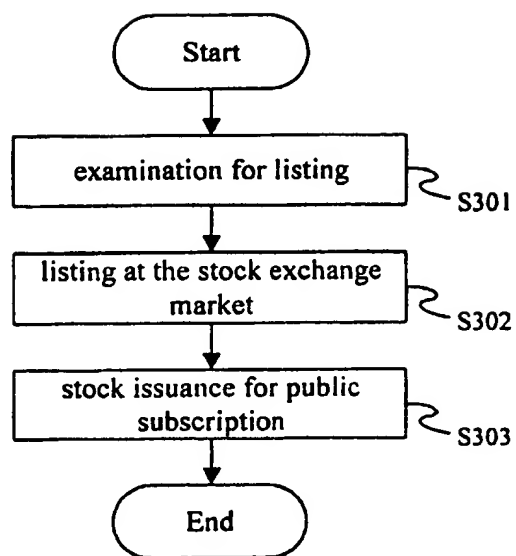 Start
examination for listing
S301
listing at the stock exchange
market
S302
stock issuance for public
subscription
S303
End